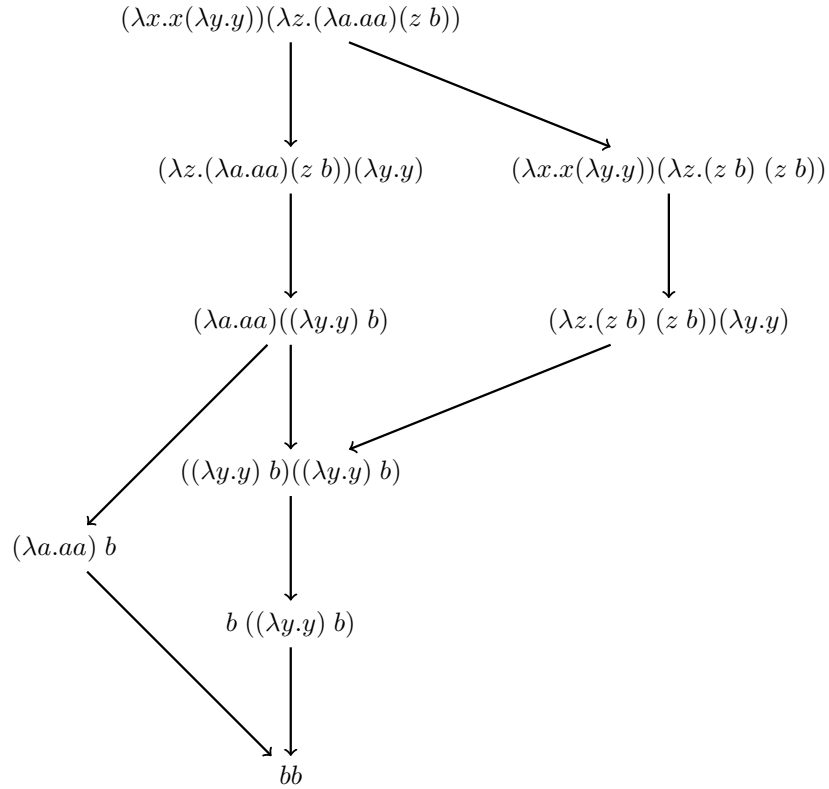 (λx.x(λy.y))(λz.(λa.aa)(z b))
(λz.(λa.aa)(z b))(λy.y)
(λx.x(λy.y))(λz.(z b) (z b))
(λa.aa)((λy.y) b)
(λz.(z b) (z b))(λy.y)
((λy.y) b)((λy.y) b)
(λa.aa) b
b ((λy.y) b)
bb